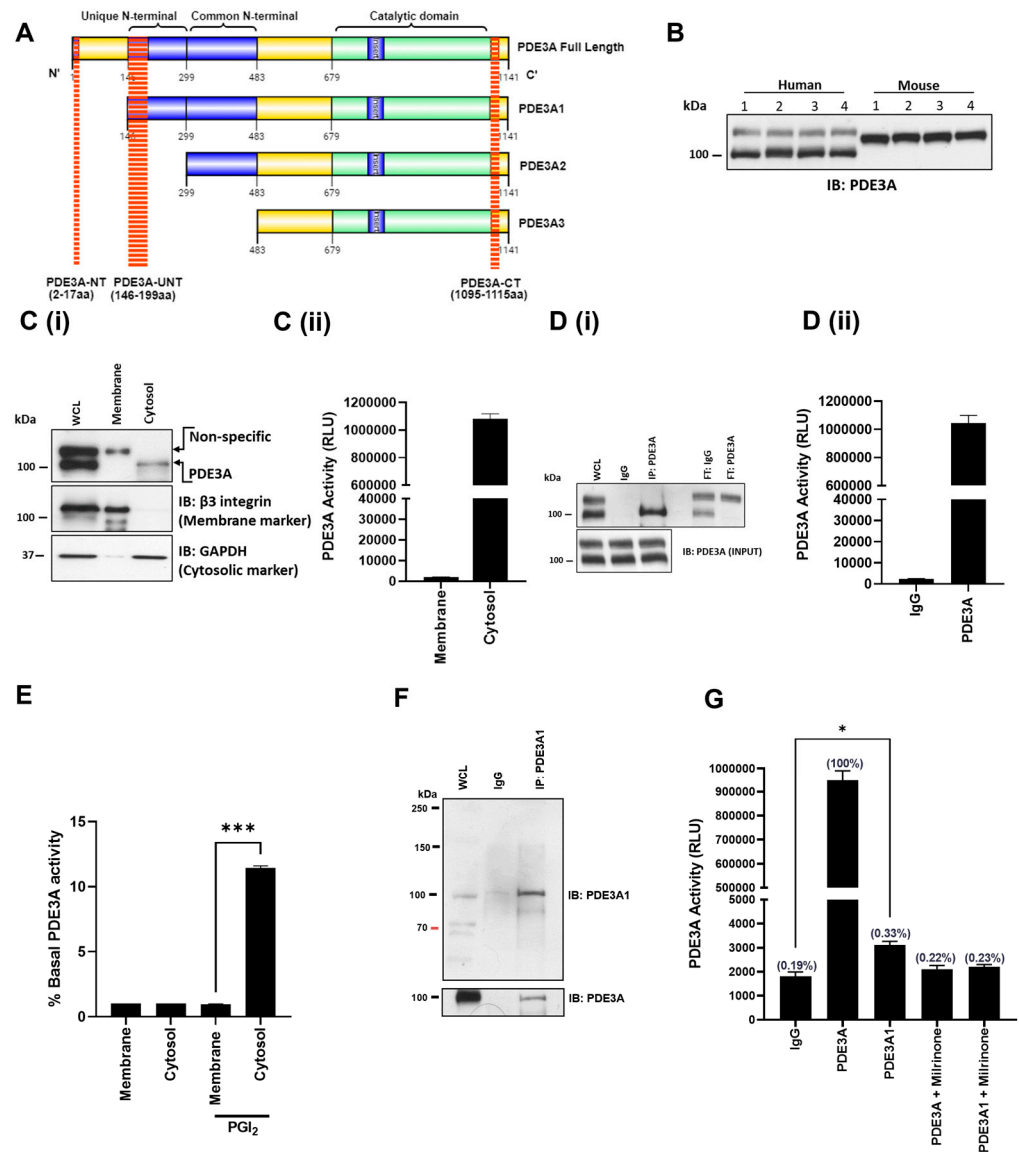 A
Unique N-terminal Common N-terminal Catalytic domain
Insert
PDE3A Full Length
N' C'
1 146 299 483 679 1141
Insert
PDE3A1
146 299 483 679 1141
Insert
PDE3A2
299 483 679 1141
Insert
PDE3A3
483 679 1141
PDE3A-NT PDE3A-UNT PDE3A-CT
(2-17aa) (146-199aa) (1095-1115aa)
B
Human Mouse
kDa 1 2 3 4 1 2 3 4
100
IB: PDE3A
C (i)
WCL Membrane Cytosol
kDa
Non-specific
100
PDE3A
IB: β3 integrin
100 (Membrane marker)
37 IB: GAPDH
(Cytosolic marker)
C (ii)
PDE3A Activity (RLU)
1200000
1000000
800000
600000
40000
30000
20000
10000
0
Membrane Cytosol
D (i)
WCL IgG IP: PDE3A FT: IgG FT: PDE3A
kDa
100
100 IB: PDE3A (INPUT)
D (ii)
PDE3A Activity (RLU)
1200000
1000000
800000
600000
40000
30000
20000
10000
0
IgG PDE3A
E
% Basal PDE3A activity
15
10
5
0
***
Membrane Cytosol Membrane Cytosol
PGI2
F
WCL IgG IP: PDE3A1
kDa
250
150
100 IB: PDE3A1
70
100 IB: PDE3A
G
PDE3A Activity (RLU)
1000000
900000
800000
700000
600000
500000
5000
4000
3000
2000
1000
0
*
(0.19%) (100%) (0.33%) (0.22%) (0.23%)
IgG PDE3A PDE3A1 PDE3A + Milrinone PDE3A1 + Milrinone